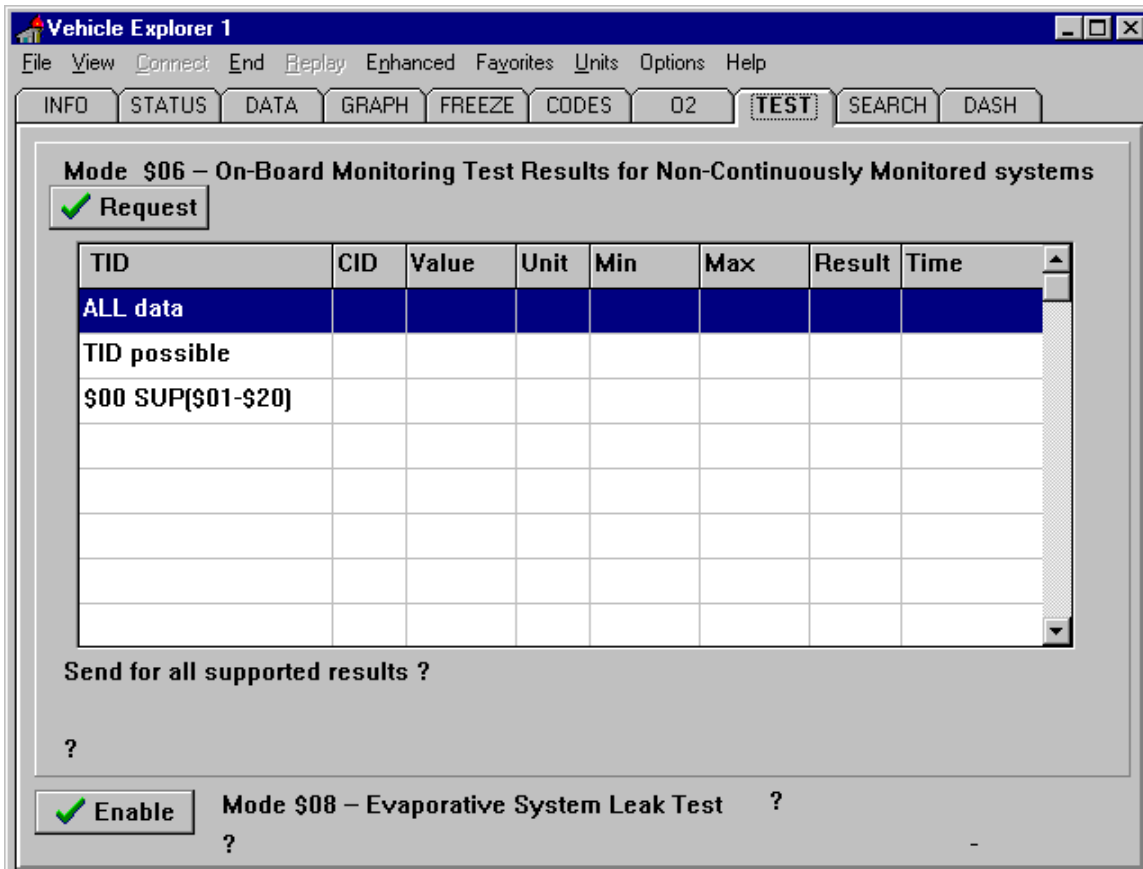 Vehicle Explorer 1
File View Connect End Replay Enhanced Favorites Units Options Help
INFO STATUS DATA GRAPH FREEZE CODES O2 TEST SEARCH DASH
Mode $06 – On-Board Monitoring Test Results for Non-Continuously Monitored systems
Request
TID CID Value Unit Min Max Result Time
ALL data
TID possible
$00 SUP($01-$20)
Send for all supported results ?
?
Enable Mode $08 – Evaporative System Leak Test ?
? -